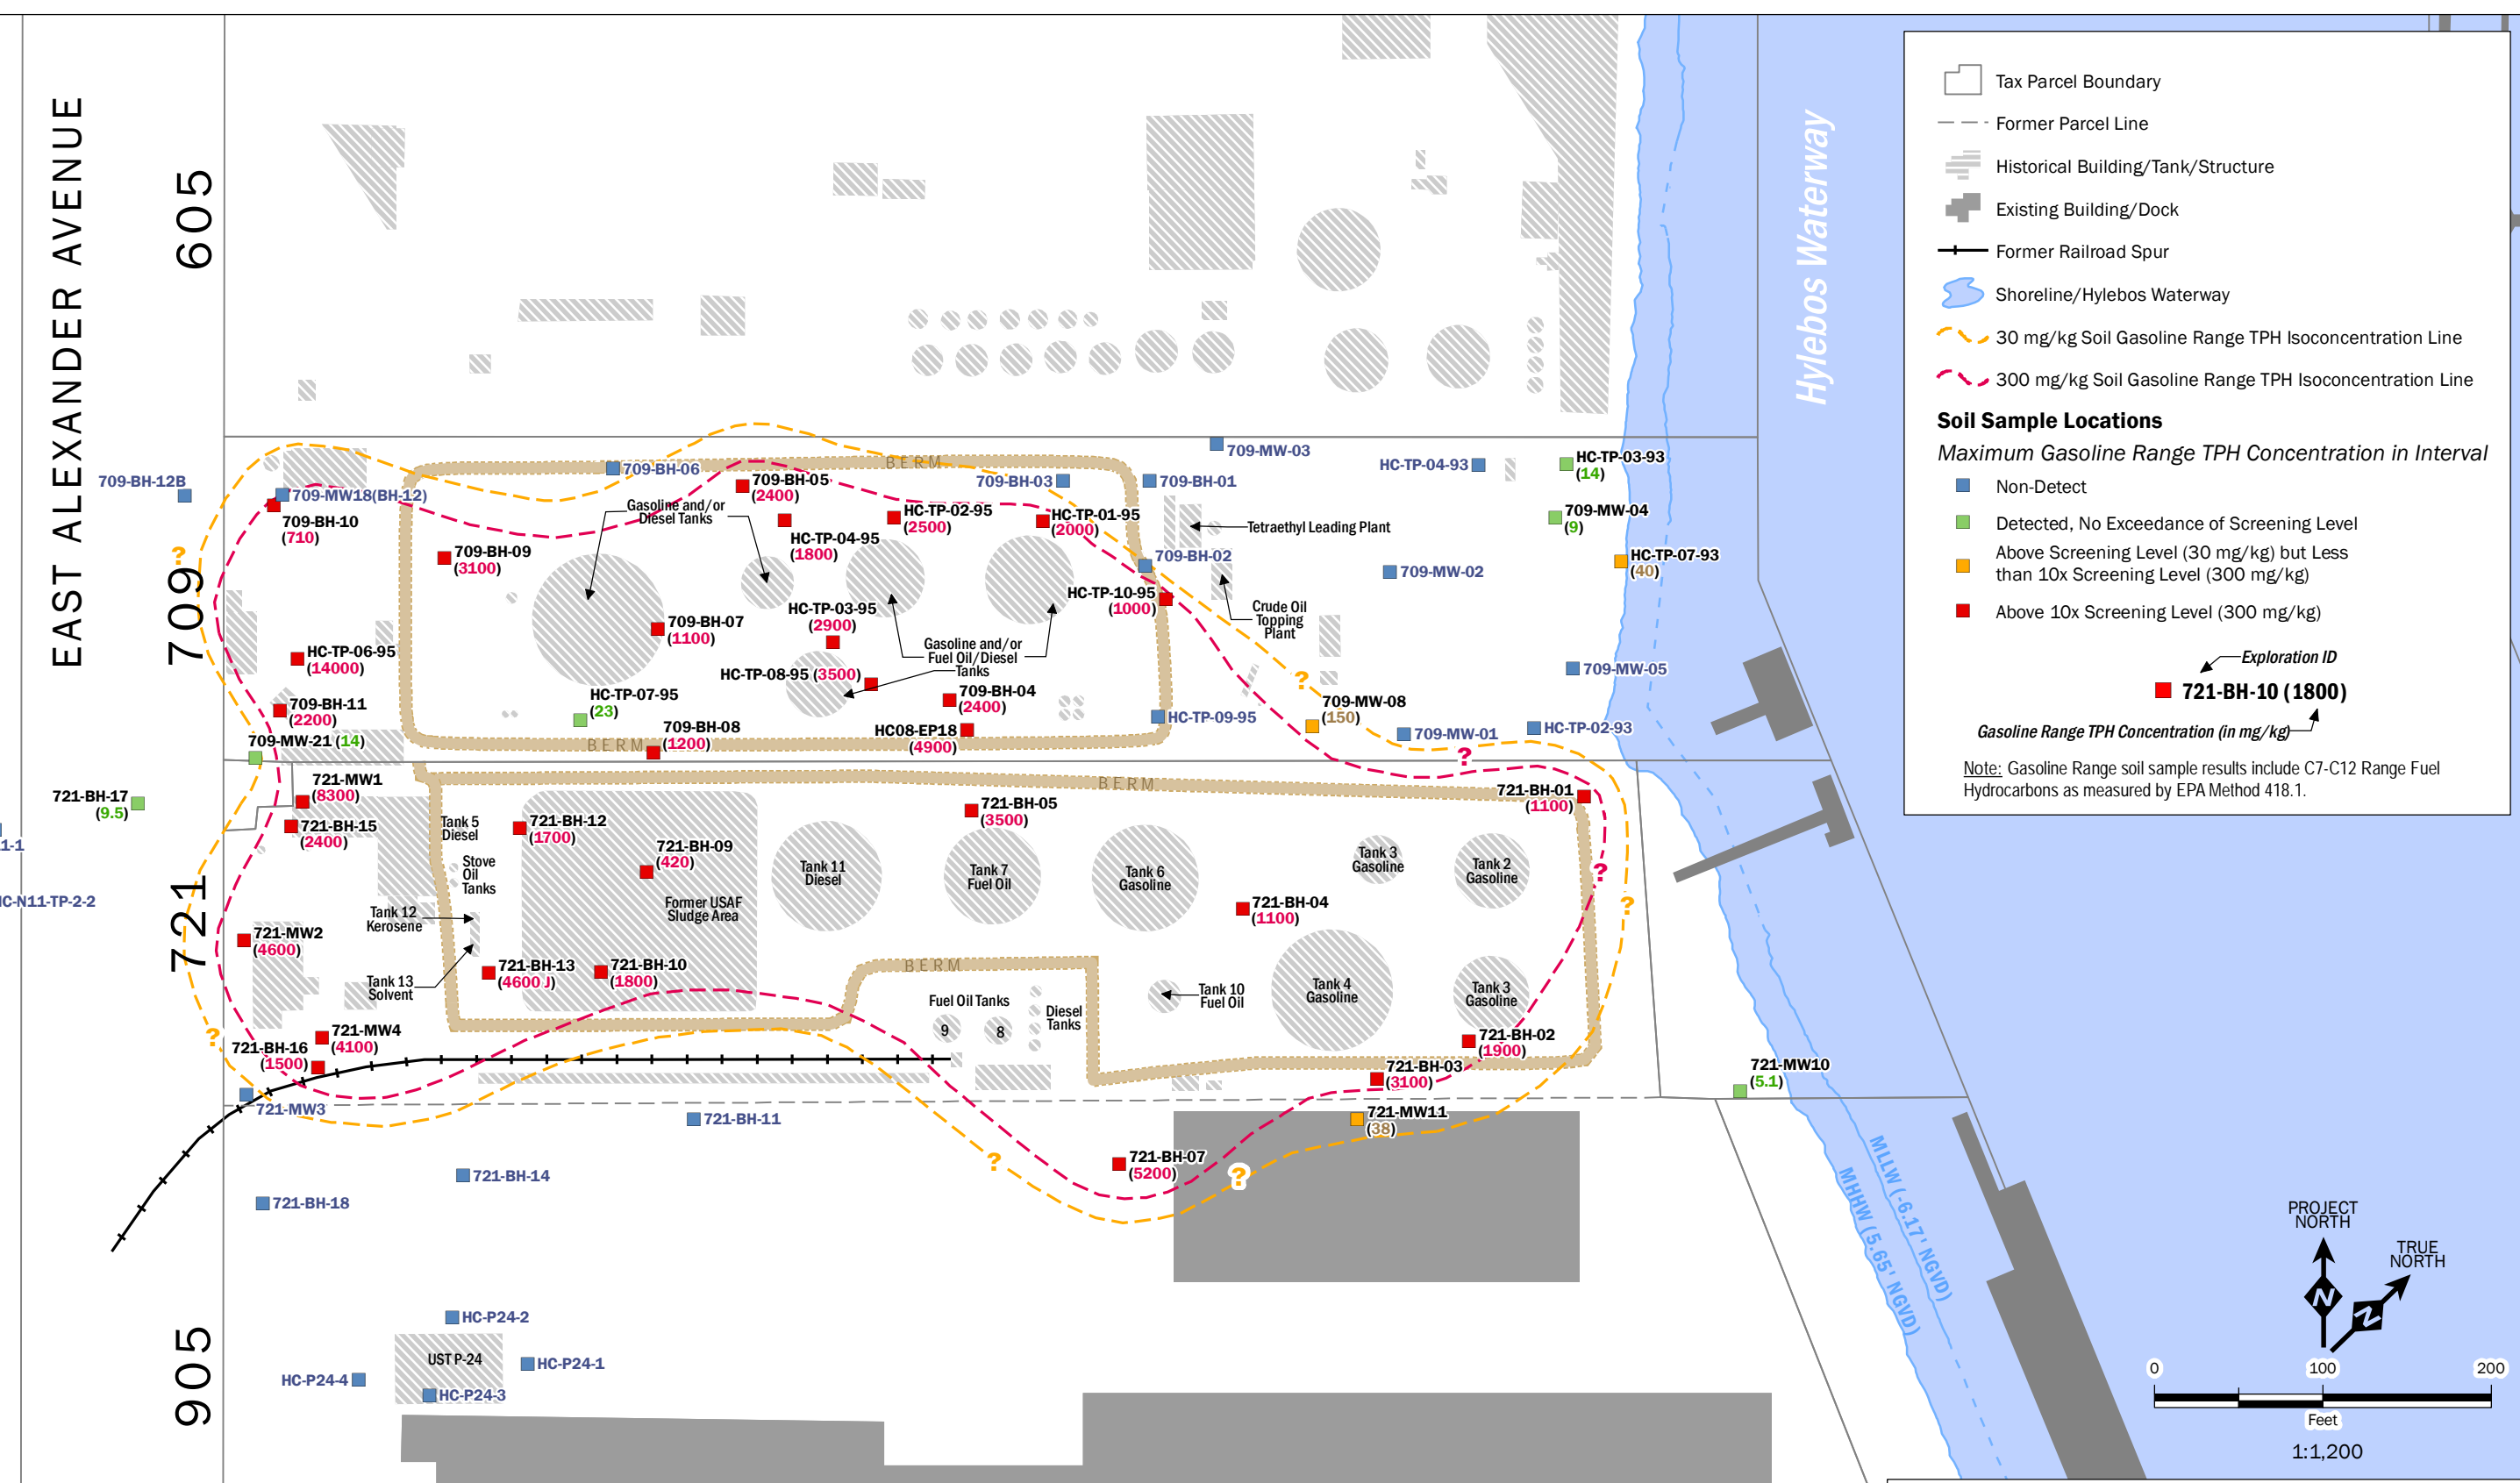 EAST ALEXANDER AVENUE
605
709
721
905
Hylebos Waterway
Tax Parcel Boundary
Former Parcel Line
Historical Building/Tank/Structure
Existing Building/Dock
Former Railroad Spur
Shoreline/Hylebos Waterway
30 mg/kg Soil Gasoline Range TPH Isoconcentration Line
300 mg/kg Soil Gasoline Range TPH Isoconcentration Line
Soil Sample Locations
Maximum Gasoline Range TPH Concentration in Interval
Non-Detect
Detected, No Exceedance of Screening Level
Above Screening Level (30 mg/kg) but Less
than 10x Screening Level (300 mg/kg)
Above 10x Screening Level (300 mg/kg)
Exploration ID
721-BH-10 (1800)
Gasoline Range TPH Concentration (in mg/kg)
Note: Gasoline Range soil sample results include C7-C12 Range Fuel
Hydrocarbons as measured by EPA Method 418.1.
709-BH-12B
709-MW18(BH-12)
709-BH-10
(710)
709-BH-06
BERM
709-BH-05
(2400)
709-BH-03
709-BH-01
709-MW-03
HC-TP-04-93
HC-TP-03-93
(14)
709-MW-04
(9)
HC-TP-07-93
(40)
709-MW-02
709-MW-05
Gasoline and/or
Diesel Tanks
HC-TP-02-95
(2500)
HC-TP-01-95
(2000)
HC-TP-04-95
(1800)
Tetraethyl Leading Plant
709-BH-02
709-BH-09
(3100)
HC-TP-10-95
(1000)
Crude Oil
Topping
Plant
HC-TP-03-95
(2900)
709-BH-07
(1100)
Gasoline and/or
Fuel Oil/Diesel
Tanks
HC-TP-06-95
(14000)
HC-TP-08-95 (3500)
709-BH-04
(2400)
HC-TP-07-95
(23)
709-BH-11
(2200)
HC08-EP18
(4900)
HC-TP-09-95
709-MW-08
(150)
709-MW-01
HC-TP-02-93
709-MW-21 (14)
BERM
709-BH-08
(1200)
?
?
?
721-BH-17
(9.5)
721-MW1
(8300)
721-BH-15
(2400)
BERM
721-BH-01
(1100)
Tank 5
Diesel
721-BH-12
(1700)
721-BH-05
(3500)
721-BH-09
(420)
Stove
Oil
Tanks
Tank 11
Diesel
Tank 7
Fuel Oil
Tank 6
Gasoline
Tank 3
Gasoline
Tank 2
Gasoline
?
?
1-1
HC-N11-TP-2-2
Tank 12
Kerosene
Former USAF
Sludge Area
721-BH-04
(1100)
721-MW2
(4600)
Tank 13
Solvent
721-BH-13
(4600 J)
721-BH-10
(1800)
BERM
Fuel Oil Tanks
9
8
Diesel
Tanks
Tank 10
Fuel Oil
Tank 4
Gasoline
Tank 3
Gasoline
?
721-MW4
(4100)
721-BH-16
(1500)
721-BH-02
(1900)
721-BH-03
(3100)
721-MW10
(5.1)
721-MW3
721-BH-11
721-MW11
(38)
721-BH-07
(5200)
?
?
721-BH-14
721-BH-18
MLLW (-6.17' NGVD)
MHHW (5.65' NGVD)
HC-P24-2
UST P-24
HC-P24-1
HC-P24-4
HC-P24-3
PROJECT
NORTH
TRUE
NORTH
N
N
0
100
200
Feet
1:1,200